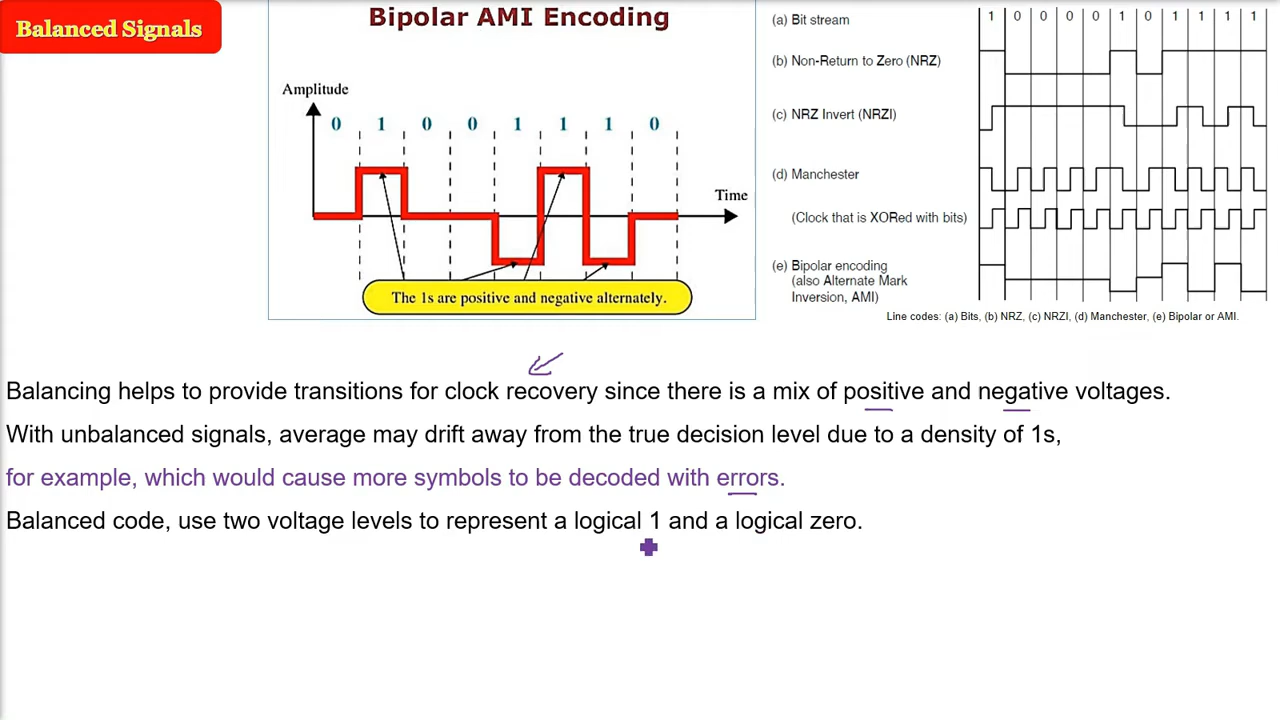 Balanced Signals
Bipolar AMI Encoding
Amplitude
0 1 0 0 1 1 1 0
Time
The 1s are positive and negative alternately.
(a) Bit stream
1 0 0 0 0 1 0 1 1 1 1
(b) Non-Return to Zero (NRZ)
(c) NRZ Invert (NRZI)
(d) Manchester
(Clock that is XORed with bits)
(e) Bipolar encoding
(also Alternate Mark
Inversion, AMI)
Line codes: (a) Bits, (b) NRZ, (c) NRZI, (d) Manchester, (e) Bipolar or AMI.
Balancing helps to provide transitions for clock recovery since there is a mix of positive and negative voltages.
With unbalanced signals, average may drift away from the true decision level due to a density of 1s,
for example, which would cause more symbols to be decoded with errors.
Balanced code, use two voltage levels to represent a logical 1 and a logical zero.